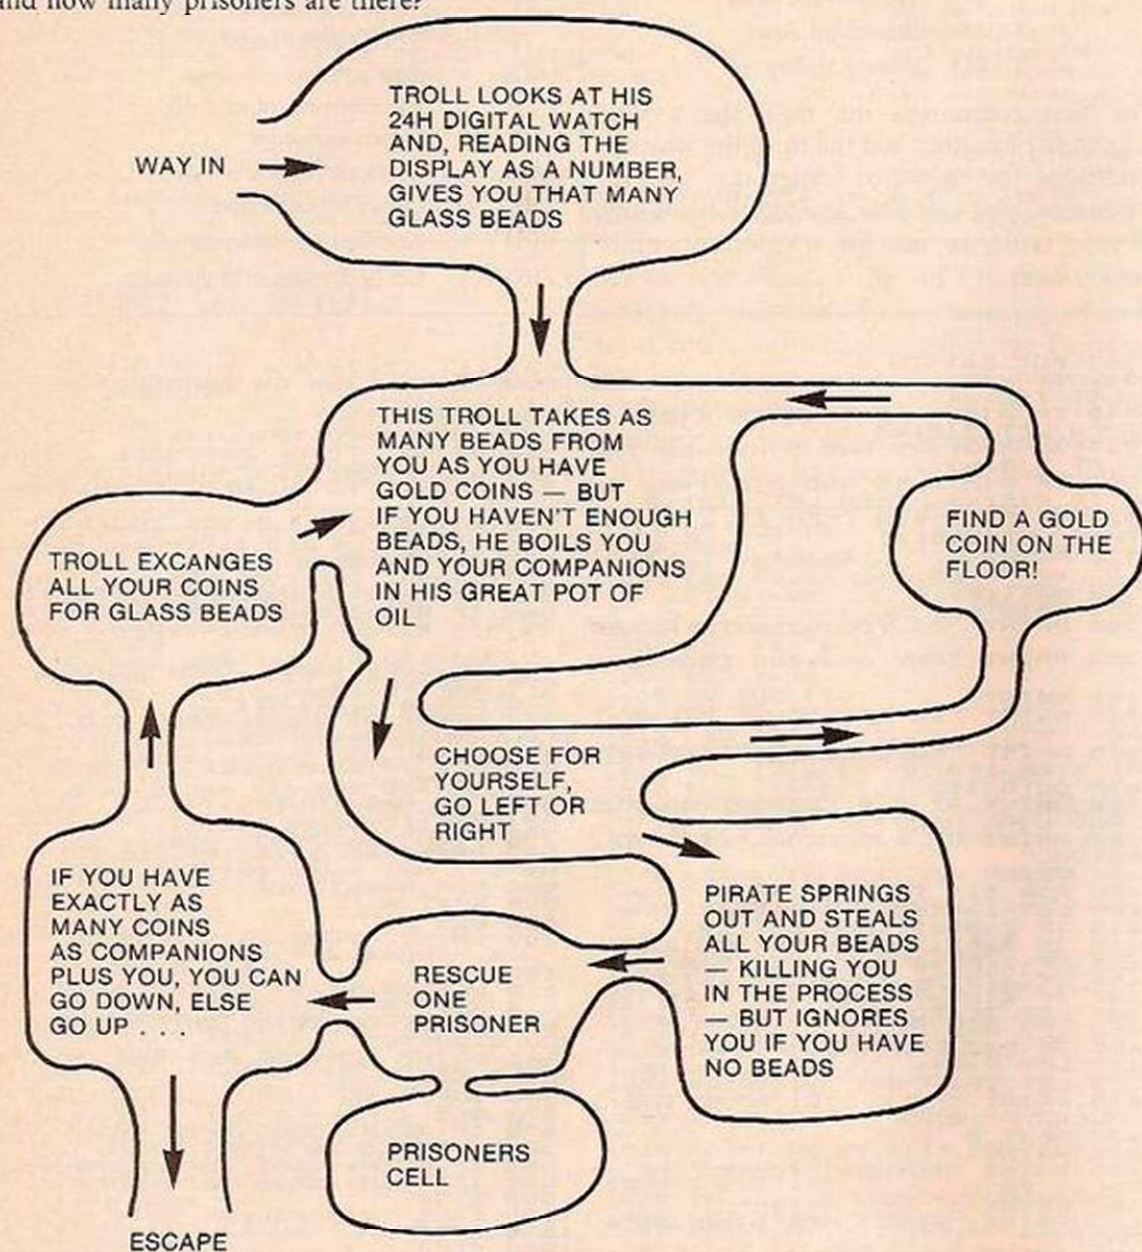 and how many prisoners are there?
TROLL LOOKS AT HIS
24H DIGITAL WATCH
AND, READING THE
DISPLAY AS A NUMBER,
GIVES YOU THAT MANY
GLASS BEADS
WAY IN
THIS TROLL TAKES AS
MANY BEADS FROM
YOU AS YOU HAVE
GOLD COINS — BUT
IF YOU HAVEN'T ENOUGH
BEADS, HE BOILS YOU
AND YOUR COMPANIONS
IN HIS GREAT POT OF
OIL
FIND A GOLD
COIN ON THE
FLOOR!
TROLL EXCANGES
ALL YOUR COINS
FOR GLASS BEADS
CHOOSE FOR
YOURSELF,
GO LEFT OR
RIGHT
IF YOU HAVE
EXACTLY AS
MANY COINS
AS COMPANIONS
PLUS YOU, YOU CAN
GO DOWN, ELSE
GO UP . . .
RESCUE
ONE
PRISONER
PIRATE SPRINGS
OUT AND STEALS
ALL YOUR BEADS
— KILLING YOU
IN THE PROCESS
— BUT IGNORES
YOU IF YOU HAVE
NO BEADS
PRISONERS
CELL
ESCAPE